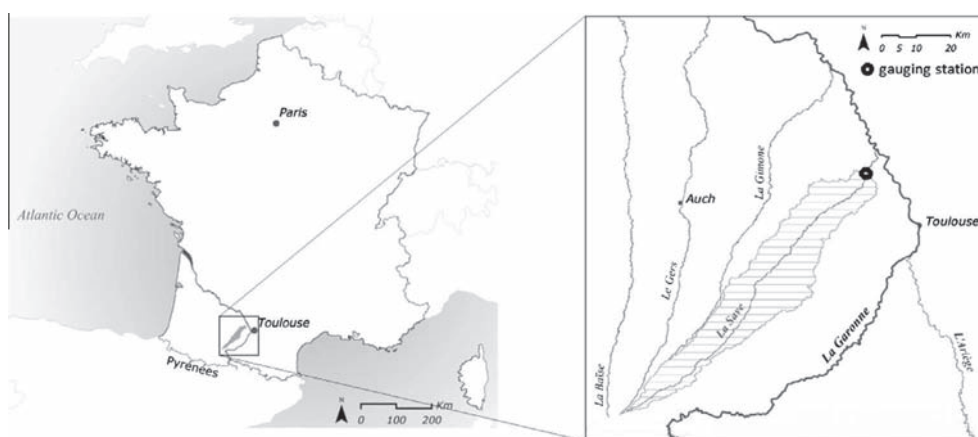 Paris
Atlantic Ocean
Toulouse
Pyrénées
N
Km
0 100 200
N
Km
0 5 10 20
gauging station
La Gimone
Auch
Toulouse
Le Gers
La Save
La Garonne
La Baïse
L'Ariège